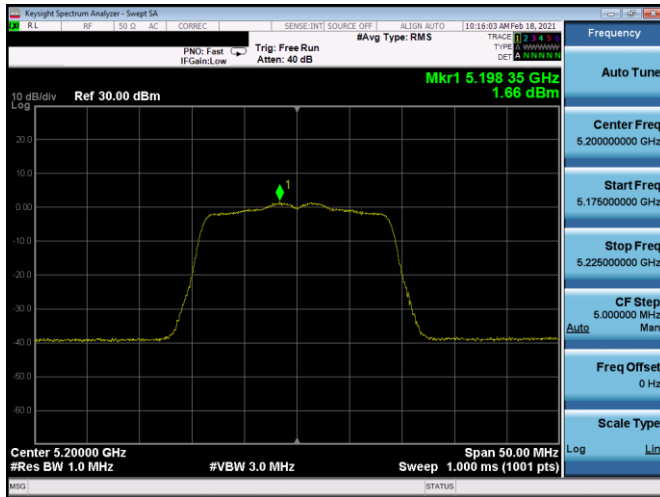 Keysight Spectrum Analyzer - Swept SA
RL RF 50 Ω AC CORREC SENSE:INT SOURCE OFF ALIGN AUTO 10:16:03 AM Feb 18, 2021
#Avg Type: RMS
TRACE 1 2 3 4 5 6
PNO: Fast Trig: Free Run TYPE A WWWWW
IFGain:Low Atten: 40 dB DET A N N N N N
Mkr1 5.198 35 GHz
10 dB/div Ref 30.00 dBm 1.66 dBm
Log
20.0
10.0
1
0.00
-10.0
-20.0
-30.0
-40.0
-50.0
-60.0
Center 5.20000 GHz Span 50.00 MHz
#Res BW 1.0 MHz #VBW 3.0 MHz Sweep 1.000 ms (1001 pts)
MSG STATUS
Frequency
Auto Tune
Center Freq
5.200000000 GHz
Start Freq
5.175000000 GHz
Stop Freq
5.225000000 GHz
CF Step
5.000000 MHz
Auto Man
Freq Offset
0 Hz
Scale Type
Log Lin